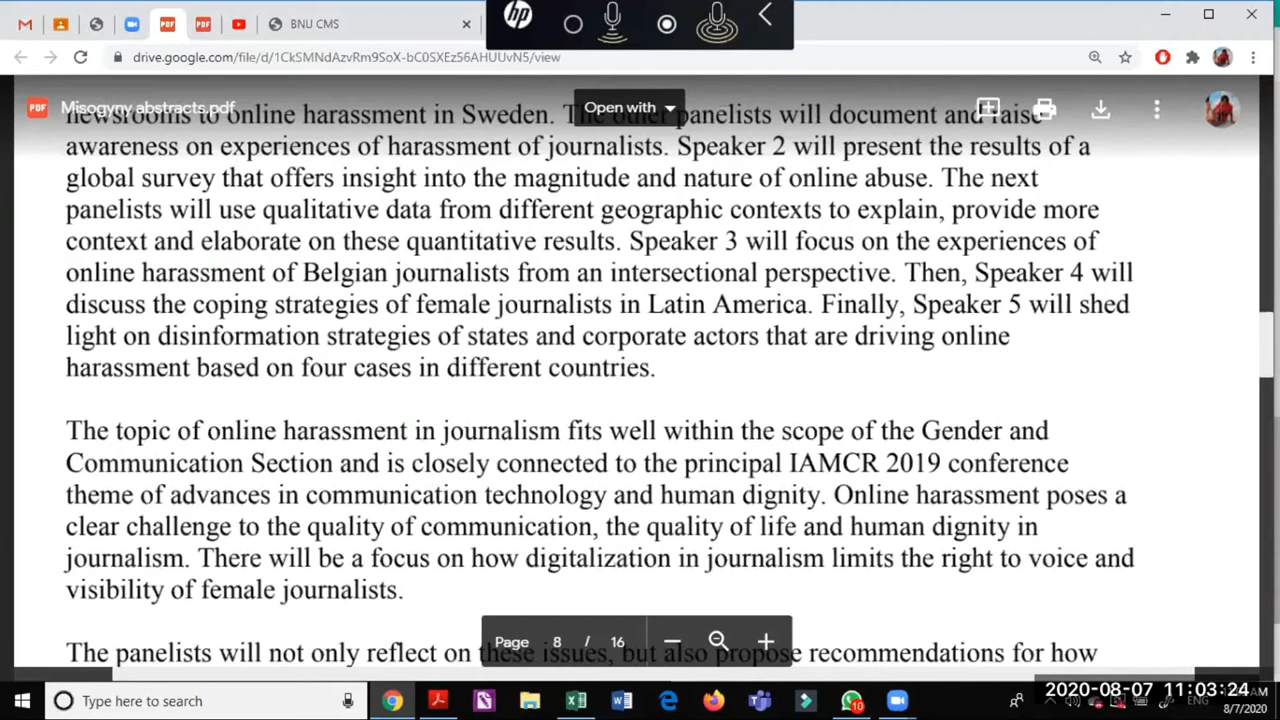 BNU CMS
drive.google.com/file/d/1CkSMNdAzvRm9SoX-bC0SXEz56AHUUvN5/view
Misogyny abstracts.pdf
Open with
newsrooms to online harassment in Sweden. The other panelists will document and raise
awareness on experiences of harassment of journalists. Speaker 2 will present the results of a
global survey that offers insight into the magnitude and nature of online abuse. The next
panelists will use qualitative data from different geographic contexts to explain, provide more
context and elaborate on these quantitative results. Speaker 3 will focus on the experiences of
online harassment of Belgian journalists from an intersectional perspective. Then, Speaker 4 will
discuss the coping strategies of female journalists in Latin America. Finally, Speaker 5 will shed
light on disinformation strategies of states and corporate actors that are driving online
harassment based on four cases in different countries.
The topic of online harassment in journalism fits well within the scope of the Gender and
Communication Section and is closely connected to the principal IAMCR 2019 conference
theme of advances in communication technology and human dignity. Online harassment poses a
clear challenge to the quality of communication, the quality of life and human dignity in
journalism. There will be a focus on how digitalization in journalism limits the right to voice and
visibility of female journalists.
Page 8 / 16
The panelists will not only reflect on these issues, but also propose recommendations for how
Type here to search
10
ENG
2020-08-07 11:03:24 AM
8/7/2020